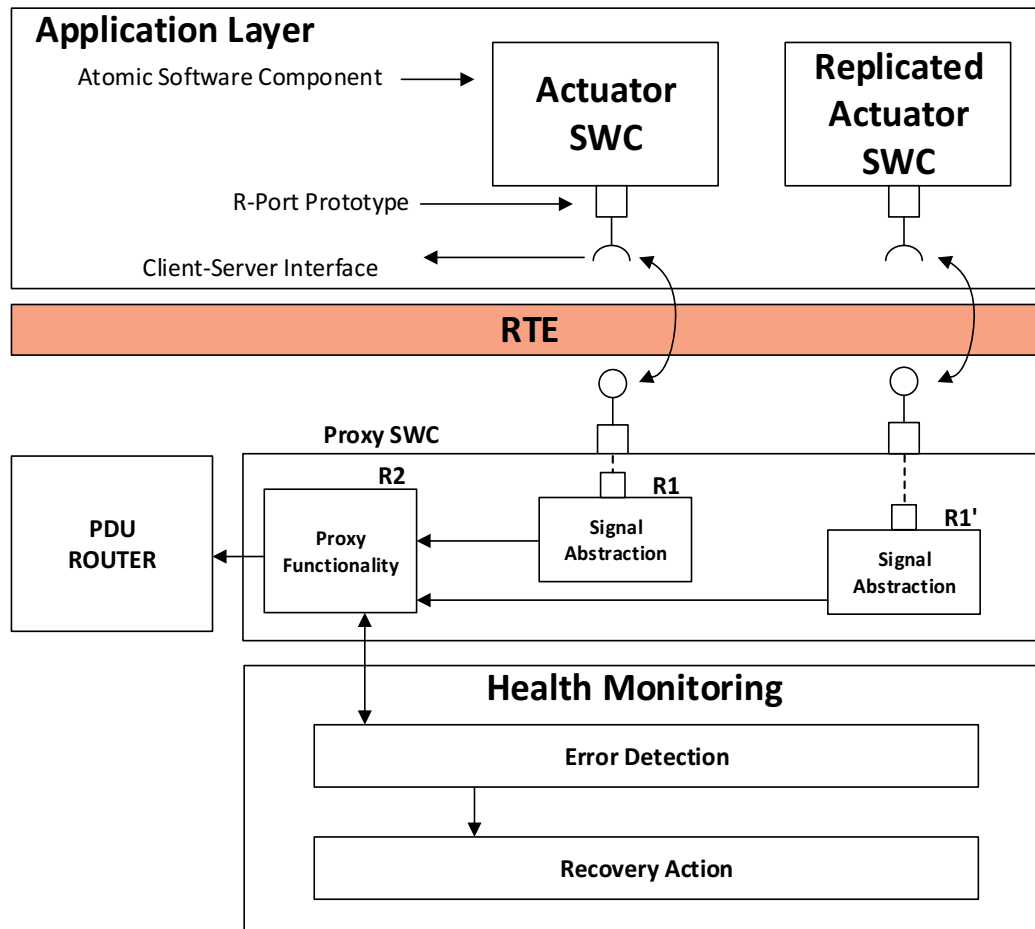 Application Layer
Atomic Software Component
Actuator
SWC
Replicated
Actuator
SWC
R-Port Prototype
Client-Server Interface
RTE
Proxy SWC
PDU
ROUTER
R2
Proxy
Functionality
R1
Signal
Abstraction
R1'
Signal
Abstraction
Health Monitoring
Error Detection
Recovery Action